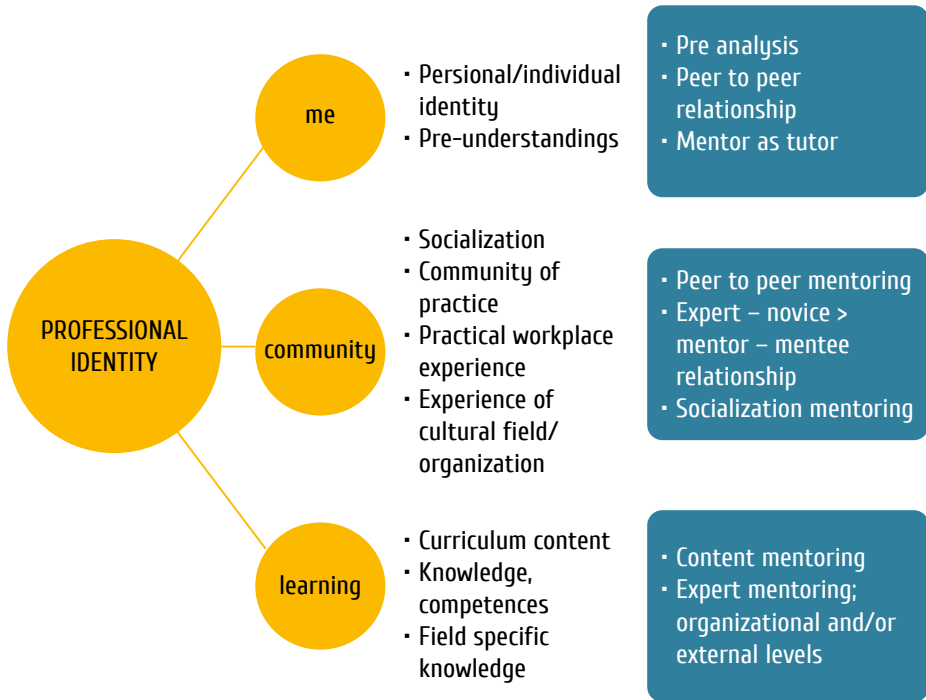 PROFESSIONAL
IDENTITY
me
· Persional/individual
identity
· Pre-understandings
· Pre analysis
· Peer to peer
relationship
· Mentor as tutor
community
· Socialization
· Community of
practice
· Practical workplace
experience
· Experience of
cultural field/
organization
· Peer to peer mentoring
· Expert – novice >
mentor – mentee
relationship
· Socialization mentoring
learning
· Curriculum content
· Knowledge,
competences
· Field specific
knowledge
· Content mentoring
· Expert mentoring;
organizational and/or
external levels